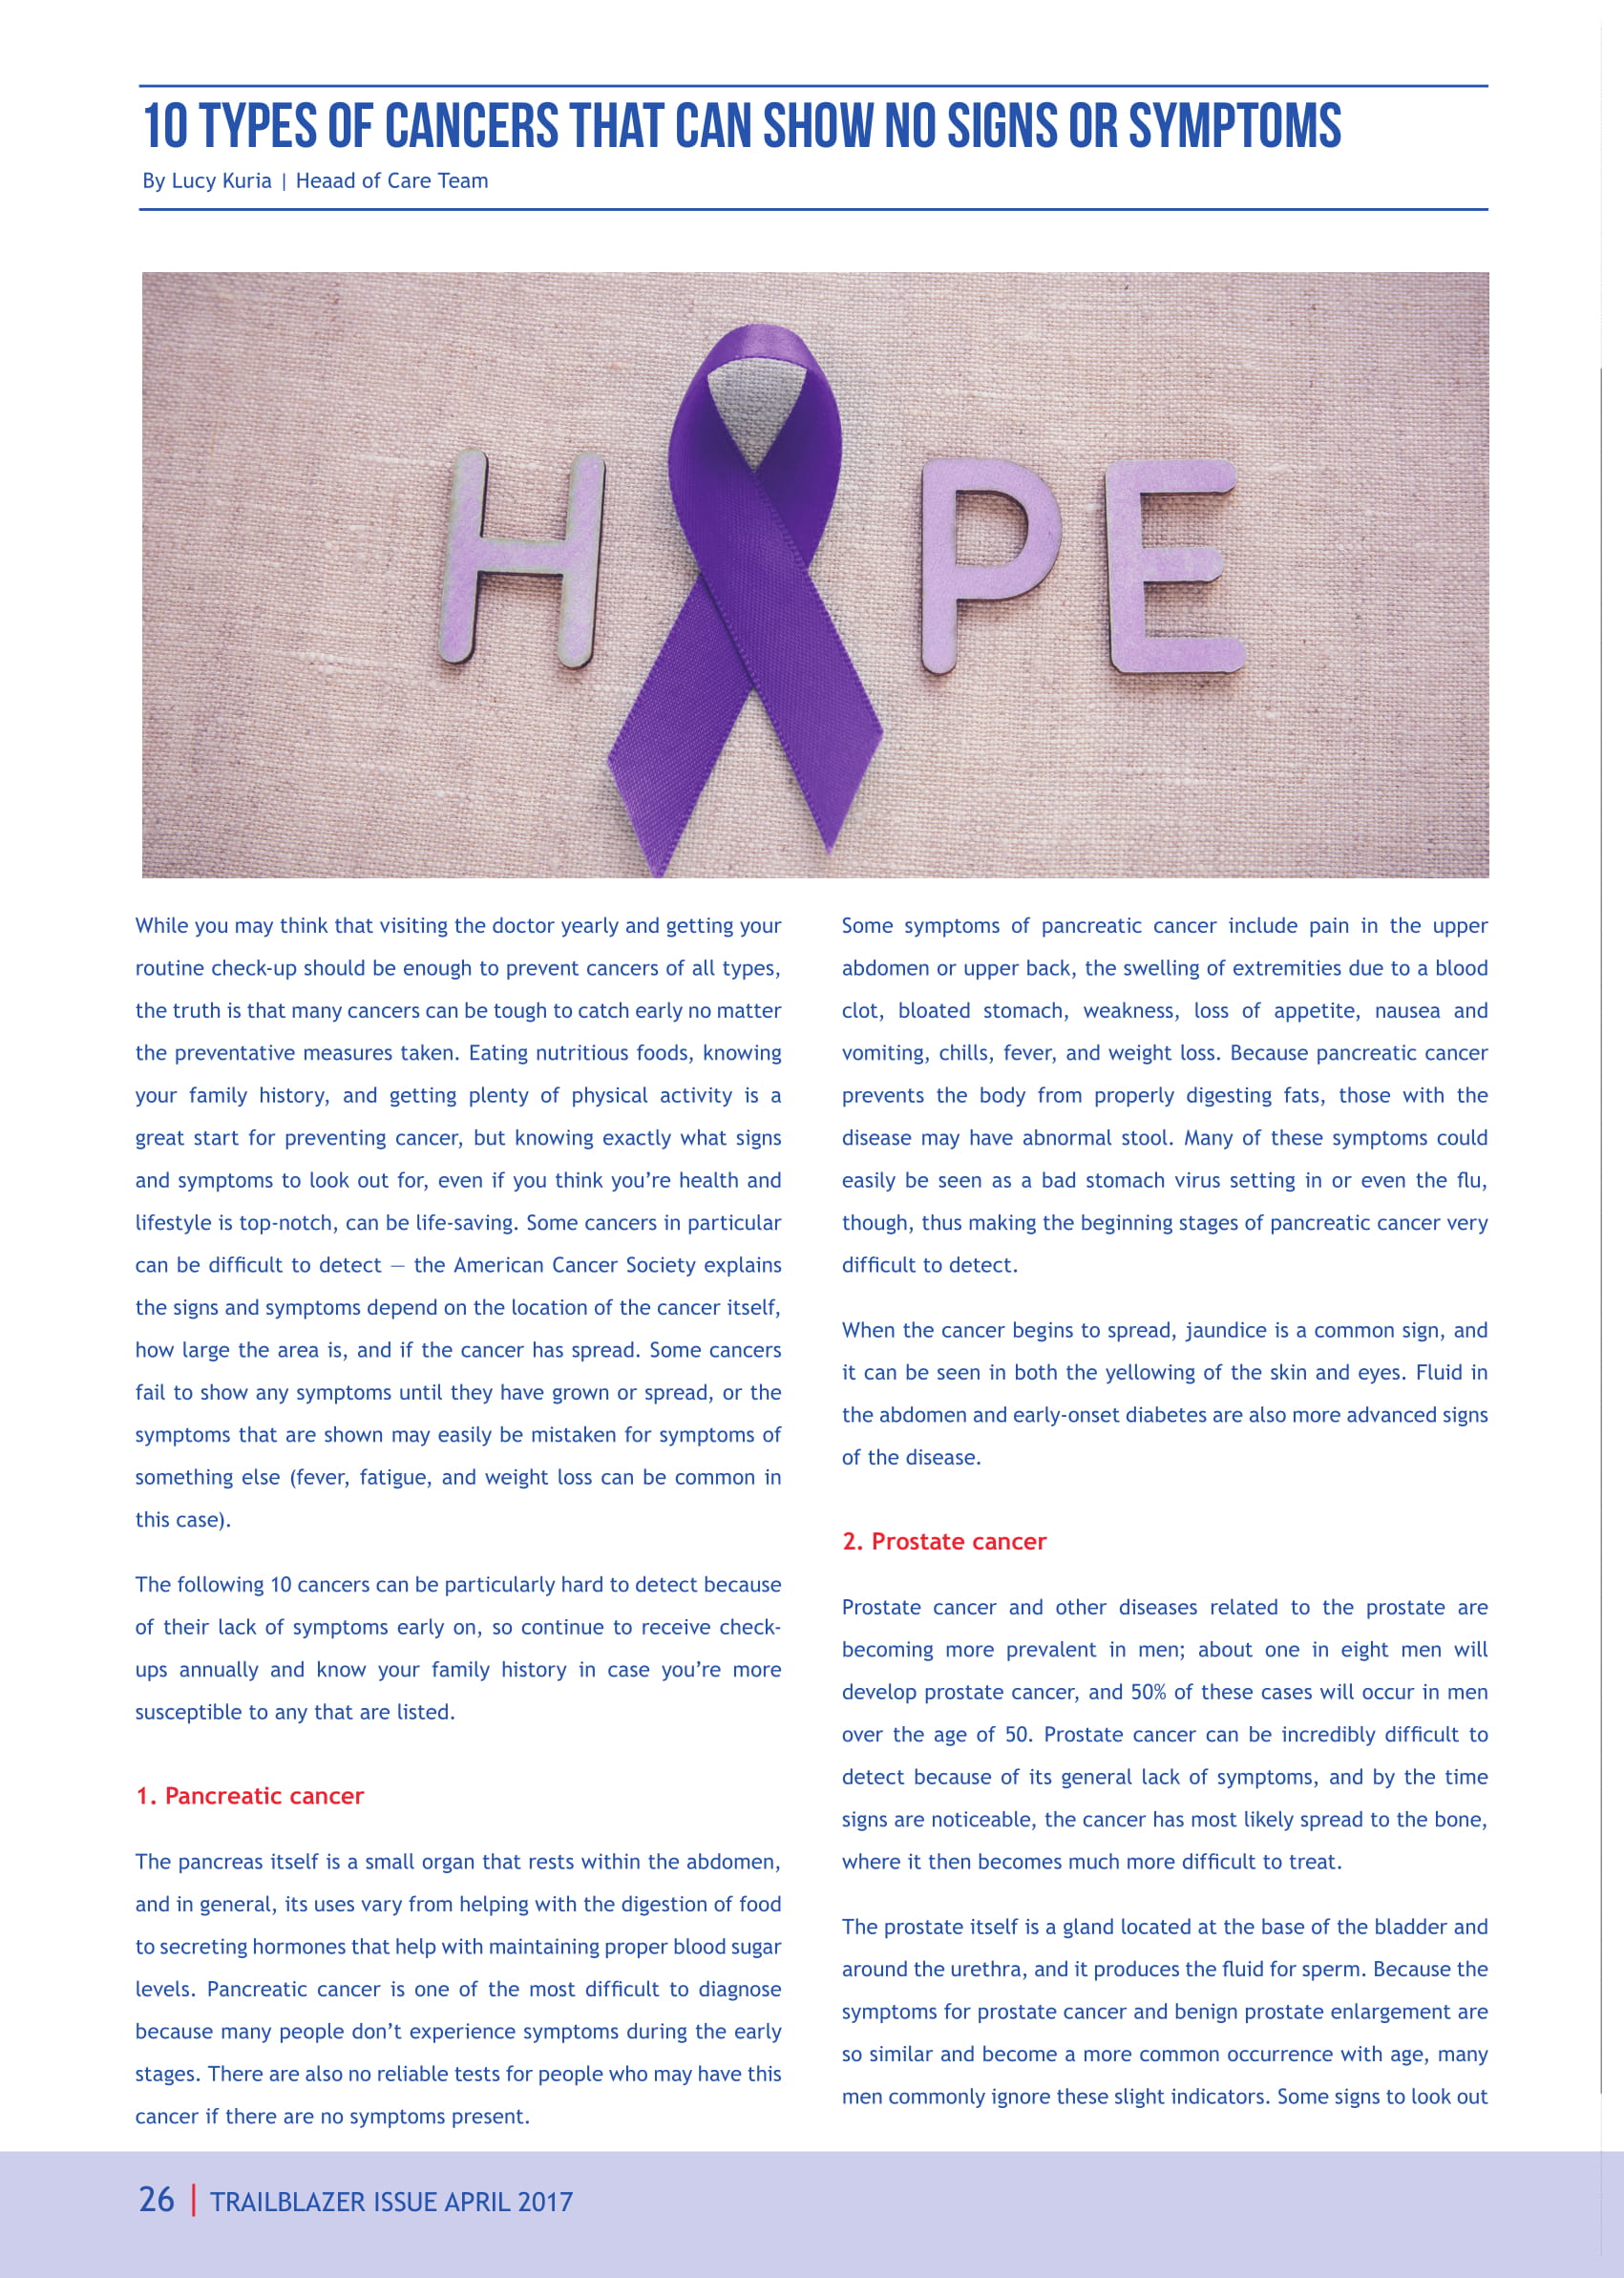 10 TYPES OF CANCERS THAT CAN SHOW NO SIGNS OR SYMPTOMS
By Lucy Kuria | Heaad of Care Team
H PE
While you may think that visiting the doctor yearly and getting your
routine check-up should be enough to prevent cancers of all types,
the truth is that many cancers can be tough to catch early no matter
the preventative measures taken. Eating nutritious foods, knowing
your family history, and getting plenty of physical activity is a
great start for preventing cancer, but knowing exactly what signs
and symptoms to look out for, even if you think you’re health and
lifestyle is top-notch, can be life-saving. Some cancers in particular
can be difficult to detect — the American Cancer Society explains
the signs and symptoms depend on the location of the cancer itself,
how large the area is, and if the cancer has spread. Some cancers
fail to show any symptoms until they have grown or spread, or the
symptoms that are shown may easily be mistaken for symptoms of
something else (fever, fatigue, and weight loss can be common in
this case).
The following 10 cancers can be particularly hard to detect because
of their lack of symptoms early on, so continue to receive check-
ups annually and know your family history in case you’re more
susceptible to any that are listed.
1. Pancreatic cancer
The pancreas itself is a small organ that rests within the abdomen,
and in general, its uses vary from helping with the digestion of food
to secreting hormones that help with maintaining proper blood sugar
levels. Pancreatic cancer is one of the most difficult to diagnose
because many people don’t experience symptoms during the early
stages. There are also no reliable tests for people who may have this
cancer if there are no symptoms present.
Some symptoms of pancreatic cancer include pain in the upper
abdomen or upper back, the swelling of extremities due to a blood
clot, bloated stomach, weakness, loss of appetite, nausea and
vomiting, chills, fever, and weight loss. Because pancreatic cancer
prevents the body from properly digesting fats, those with the
disease may have abnormal stool. Many of these symptoms could
easily be seen as a bad stomach virus setting in or even the flu,
though, thus making the beginning stages of pancreatic cancer very
difficult to detect.
When the cancer begins to spread, jaundice is a common sign, and
it can be seen in both the yellowing of the skin and eyes. Fluid in
the abdomen and early-onset diabetes are also more advanced signs
of the disease.
2. Prostate cancer
Prostate cancer and other diseases related to the prostate are
becoming more prevalent in men; about one in eight men will
develop prostate cancer, and 50% of these cases will occur in men
over the age of 50. Prostate cancer can be incredibly difficult to
detect because of its general lack of symptoms, and by the time
signs are noticeable, the cancer has most likely spread to the bone,
where it then becomes much more difficult to treat.
The prostate itself is a gland located at the base of the bladder and
around the urethra, and it produces the fluid for sperm. Because the
symptoms for prostate cancer and benign prostate enlargement are
so similar and become a more common occurrence with age, many
men commonly ignore these slight indicators. Some signs to look out
26 | TRAILBLAZER ISSUE APRIL 2017